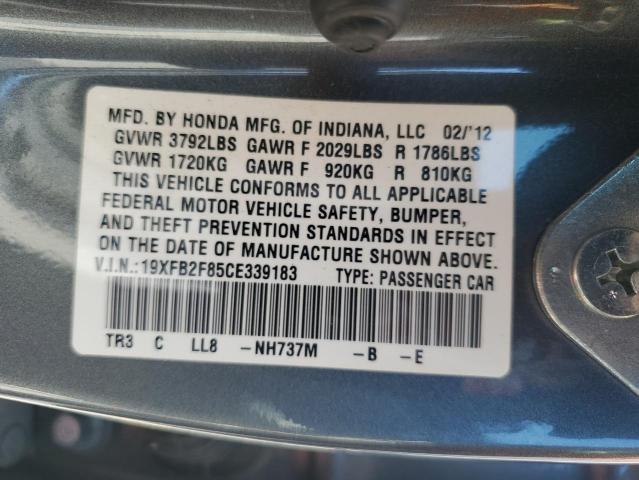 MFD. BY HONDA MFG. OF INDIANA, LLC 02/'12
GVWR 3792LBS GAWR F 2029LBS R 1786LBS
GVWR 1720KG GAWR F 920KG R 810KG
THIS VEHICLE CONFORMS TO ALL APPLICABLE
FEDERAL MOTOR VEHICLE SAFETY, BUMPER,
AND THEFT PREVENTION STANDARDS IN EFFECT
ON THE DATE OF MANUFACTURE SHOWN ABOVE.
V.I.N.:19XFB2F85CE339183 TYPE: PASSENGER CAR
TR3 C LL8 -NH737M -B -E